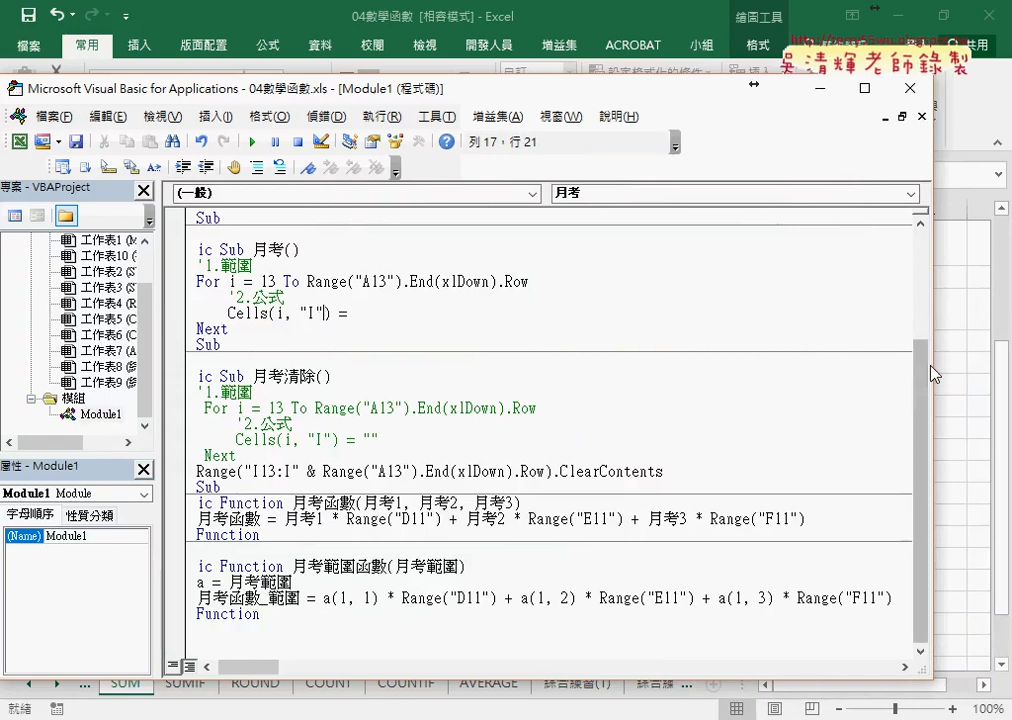 04數學函數 [相容模式] - Excel
繪圖工具
檔案 常用 插入 版面配置 公式 資料 校閱 檢視 開發人員 增益集 ACROBAT 小組 格式 共用
吳清輝老師錄製
Microsoft Visual Basic for Applications - 04數學函數.xls - [Module1 (程式碼)]
檔案(F) 編輯(E) 檢視(V) 插入(I) 格式(O) 偵錯(D) 執行(R) 工具(T) 增益集(A) 視窗(W) 說明(H)
列 17，行 21
專案 - VBAProject
(一般)
月考
工作表1 (M
工作表10 (
工作表2 (S
工作表3 (S
工作表4 (R
工作表5 (C
工作表6 (C
工作表7 (A
工作表8 (
工作表9 (
模組
Module1
屬性 - Module1
Module1 Module
字母順序 性質分類
(Name) Module1
Sub
ic Sub 月考()
'1.範圍
For i = 13 To Range("A13").End(xlDown).Row
'2.公式
Cells(i, "I") =
Next
Sub
ic Sub 月考清除()
'1.範圍
For i = 13 To Range("A13").End(xlDown).Row
'2.公式
Cells(i, "I") = ""
Next
Range("I13:I" & Range("A13").End(xlDown).Row).ClearContents
Sub
ic Function 月考函數(月考1, 月考2, 月考3)
月考函數 = 月考1 * Range("D11") + 月考2 * Range("E11") + 月考3 * Range("F11")
Function
ic Function 月考範圍函數(月考範圍)
a = 月考範圍
月考函數_範圍 = a(1, 1) * Range("D11") + a(1, 2) * Range("E11") + a(1, 3) * Range("F11")
Function
... SUM SUMIF ROUND COUNT COUNTIF AVERAGE 綜合練習(1) 綜合練 ...
就緒
100%